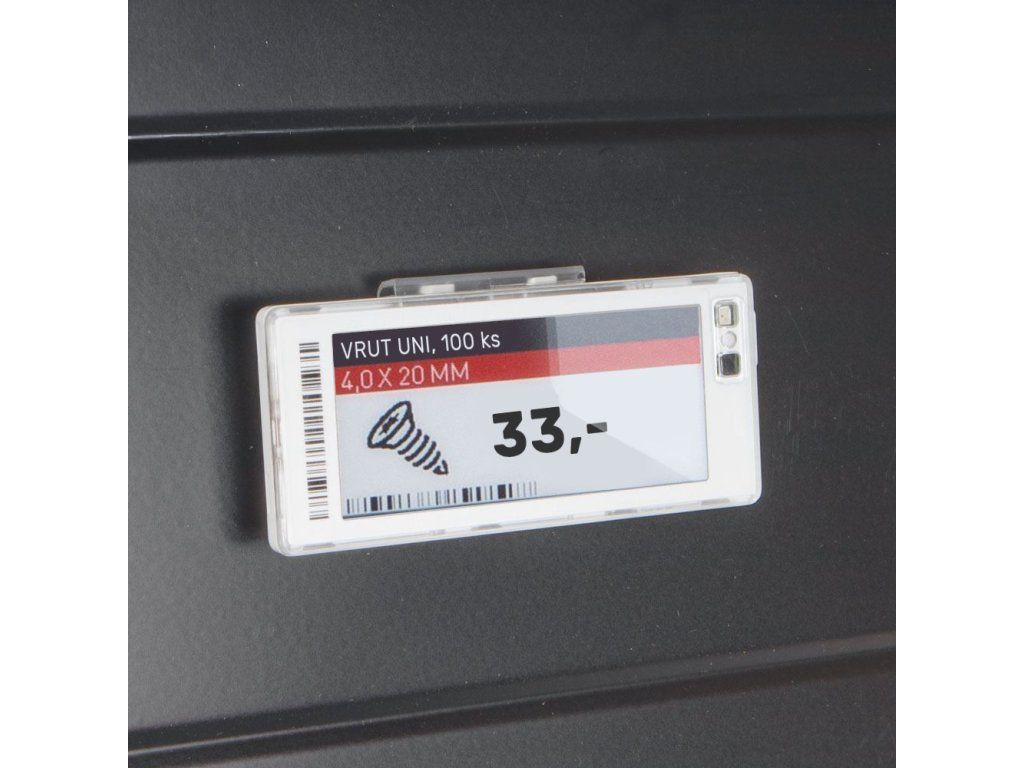 VRUT UNI, 100 ks
4,0 X 20 MM
33,-